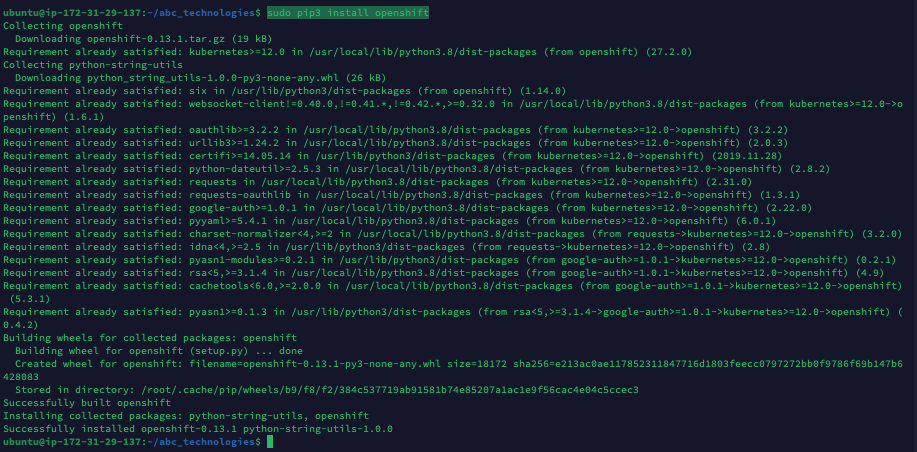 ubuntu@ip-172-31-29-137:~/abc_technologies$ sudo pip3 install openshift
Collecting openshift
  Downloading openshift-0.13.1.tar.gz (19 kB)
Requirement already satisfied: kubernetes>=12.0 in /usr/local/lib/python3.8/dist-packages (from openshift) (27.2.0)
Collecting python-string-utils
  Downloading python_string_utils-1.0.0-py3-none-any.whl (26 kB)
Requirement already satisfied: six in /usr/lib/python3/dist-packages (from openshift) (1.14.0)
Requirement already satisfied: websocket-client!=0.40.0,!=0.41.*,!=0.42.*,>=0.32.0 in /usr/local/lib/python3.8/dist-packages (from kubernetes>=12.0->o
penshift) (1.6.1)
Requirement already satisfied: oauthlib>=3.2.2 in /usr/local/lib/python3.8/dist-packages (from kubernetes>=12.0->openshift) (3.2.2)
Requirement already satisfied: urllib3>=1.24.2 in /usr/local/lib/python3.8/dist-packages (from kubernetes>=12.0->openshift) (2.0.3)
Requirement already satisfied: certifi>=14.05.14 in /usr/lib/python3/dist-packages (from kubernetes>=12.0->openshift) (2019.11.28)
Requirement already satisfied: python-dateutil>=2.5.3 in /usr/local/lib/python3.8/dist-packages (from kubernetes>=12.0->openshift) (2.8.2)
Requirement already satisfied: requests in /usr/local/lib/python3.8/dist-packages (from kubernetes>=12.0->openshift) (2.31.0)
Requirement already satisfied: requests-oauthlib in /usr/local/lib/python3.8/dist-packages (from kubernetes>=12.0->openshift) (1.3.1)
Requirement already satisfied: google-auth>=1.0.1 in /usr/local/lib/python3.8/dist-packages (from kubernetes>=12.0->openshift) (2.22.0)
Requirement already satisfied: pyyaml>=5.4.1 in /usr/local/lib/python3.8/dist-packages (from kubernetes>=12.0->openshift) (6.0.1)
Requirement already satisfied: charset-normalizer<4,>=2 in /usr/local/lib/python3.8/dist-packages (from requests->kubernetes>=12.0->openshift) (3.2.0)
Requirement already satisfied: idna<4,>=2.5 in /usr/lib/python3/dist-packages (from requests->kubernetes>=12.0->openshift) (2.8)
Requirement already satisfied: pyasn1-modules>=0.2.1 in /usr/lib/python3/dist-packages (from google-auth>=1.0.1->kubernetes>=12.0->openshift) (0.2.1)
Requirement already satisfied: rsa<5,>=3.1.4 in /usr/local/lib/python3.8/dist-packages (from google-auth>=1.0.1->kubernetes>=12.0->openshift) (4.9)
Requirement already satisfied: cachetools<6.0,>=2.0.0 in /usr/local/lib/python3.8/dist-packages (from google-auth>=1.0.1->kubernetes>=12.0->openshift)
 (5.3.1)
Requirement already satisfied: pyasn1>=0.1.3 in /usr/lib/python3/dist-packages (from rsa<5,>=3.1.4->google-auth>=1.0.1->kubernetes>=12.0->openshift) (
0.4.2)
Building wheels for collected packages: openshift
  Building wheel for openshift (setup.py) ... done
  Created wheel for openshift: filename=openshift-0.13.1-py3-none-any.whl size=18172 sha256=e213ac0ae117852311847716d1803feecc0797272bb0f9786f69b147b6
428083
  Stored in directory: /root/.cache/pip/wheels/b9/f8/f2/384c537719ab91581b74e85207a1ac1e9f56cac4e04c5ccec3
Successfully built openshift
Installing collected packages: python-string-utils, openshift
Successfully installed openshift-0.13.1 python-string-utils-1.0.0
ubuntu@ip-172-31-29-137:~/abc_technologies$